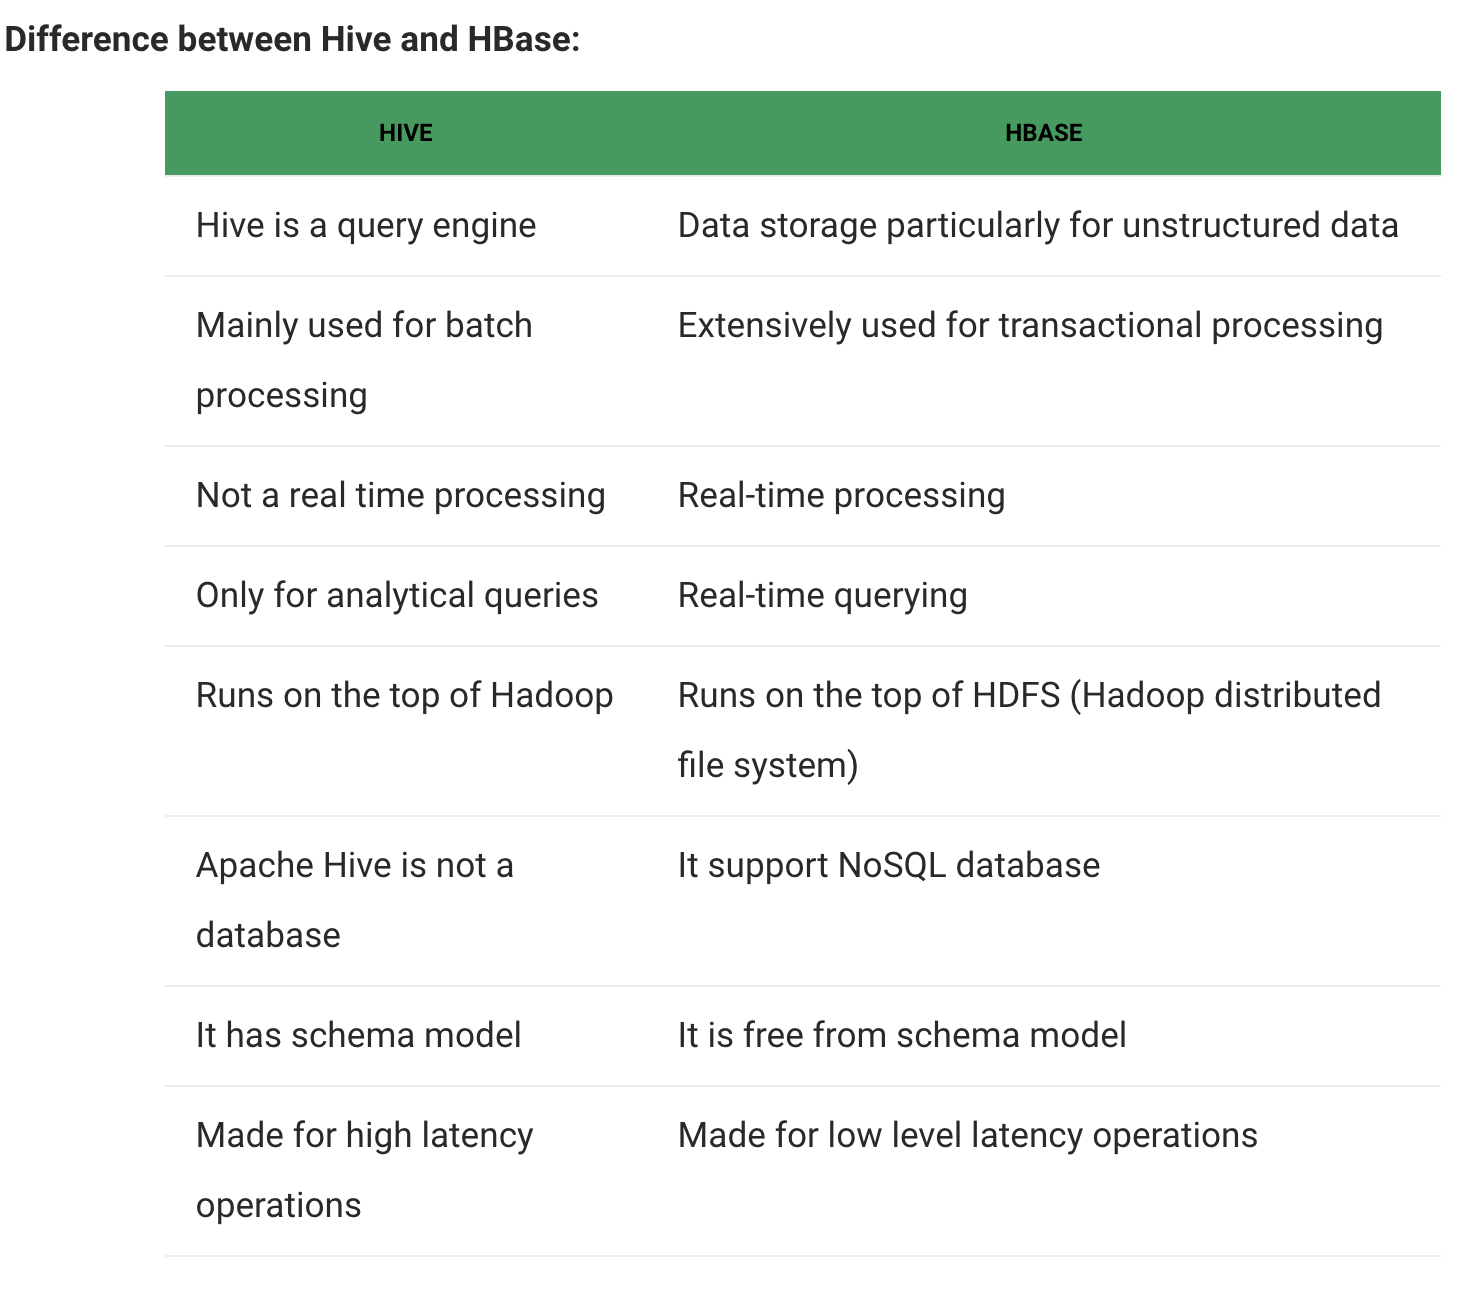 Difference between Hive and HBase:
HIVE HBASE
Hive is a query engine Data storage particularly for unstructured data
Mainly used for batch Extensively used for transactional processing
processing
Not a real time processing Real-time processing
Only for analytical queries Real-time querying
Runs on the top of Hadoop Runs on the top of HDFS (Hadoop distributed
file system)
Apache Hive is not a It support NoSQL database
database
It has schema model It is free from schema model
Made for high latency Made for low level latency operations
operations